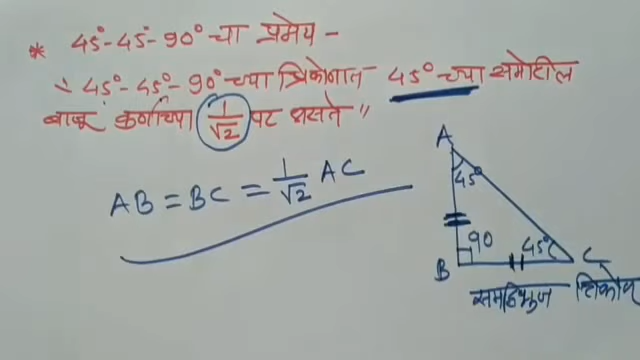 * 45°-45°-90° चा प्रमेय -
"45°-45°-90° च्या त्रिकोणात 45° च्या समोरील
बाजू कर्णाच्या 1/√2 पट असते"
AB = BC = 1/√2 AC
A
45°
90
45°
B
C
समद्विभुज त्रिकोण